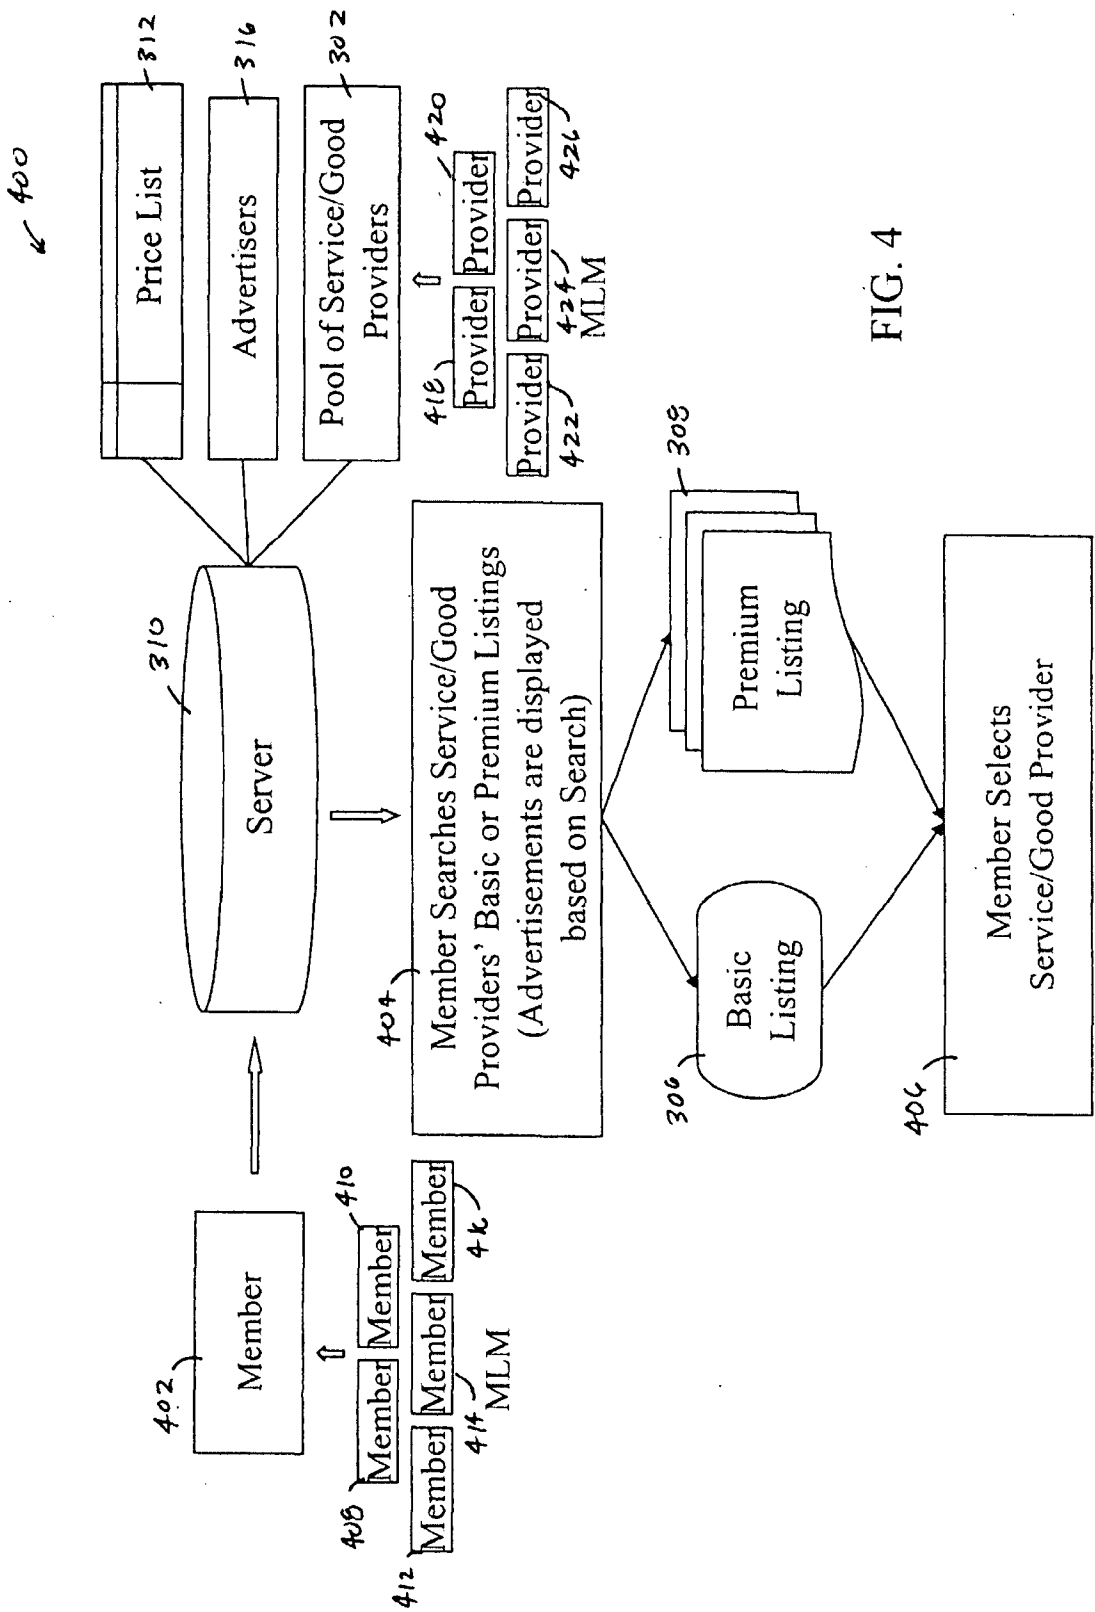 400
402
Member
408
410
Member
Member
412
Member
Member
Member
414
416
MLM
310
Server
Price List
312
Advertisers
316
Pool of Service/Good
Providers
302
418
420
Provider
Provider
Provider
Provider
Provider
422
424
426
MLM
404
Member Searches Service/Good
Providers' Basic or Premium Listings
(Advertisements are displayed
based on Search)
306
Basic
Listing
308
Premium
Listing
406
Member Selects
Service/Good Provider
FIG. 4